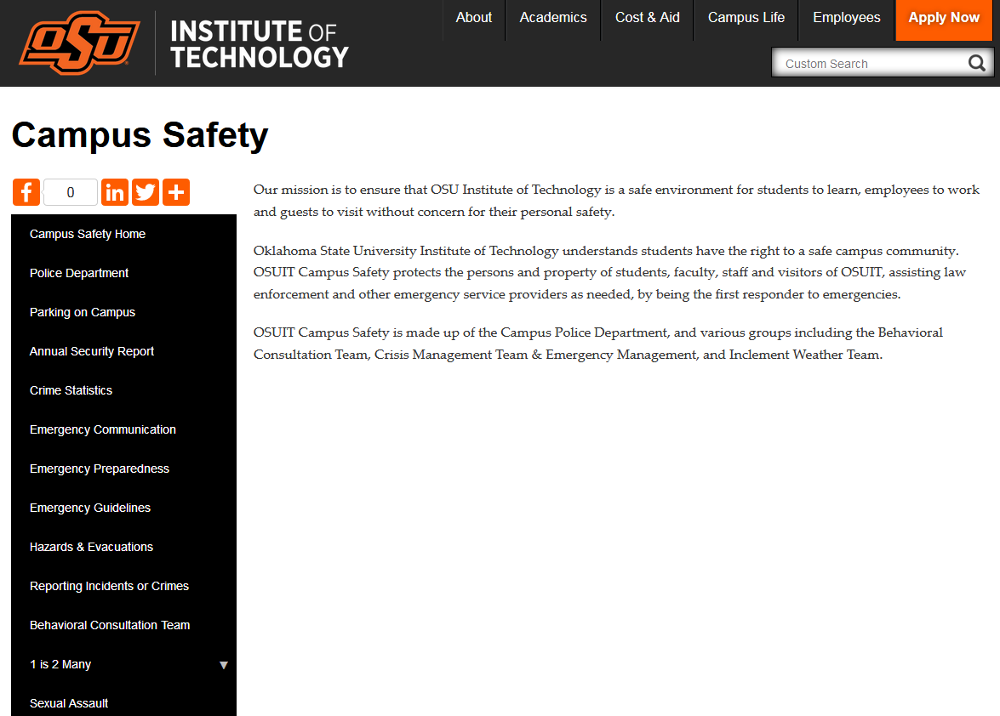 OSU
INSTITUTE OF
TECHNOLOGY
About
Academics
Cost & Aid
Campus Life
Employees
Apply Now
Custom Search
Campus Safety
0
Campus Safety Home
Police Department
Parking on Campus
Annual Security Report
Crime Statistics
Emergency Communication
Emergency Preparedness
Emergency Guidelines
Hazards & Evacuations
Reporting Incidents or Crimes
Behavioral Consultation Team
1 is 2 Many
Sexual Assault
Our mission is to ensure that OSU Institute of Technology is a safe environment for students to learn, employees to work
and guests to visit without concern for their personal safety.
Oklahoma State University Institute of Technology understands students have the right to a safe campus community.
OSUIT Campus Safety protects the persons and property of students, faculty, staff and visitors of OSUIT, assisting law
enforcement and other emergency service providers as needed, by being the first responder to emergencies.
OSUIT Campus Safety is made up of the Campus Police Department, and various groups including the Behavioral
Consultation Team, Crisis Management Team & Emergency Management, and Inclement Weather Team.